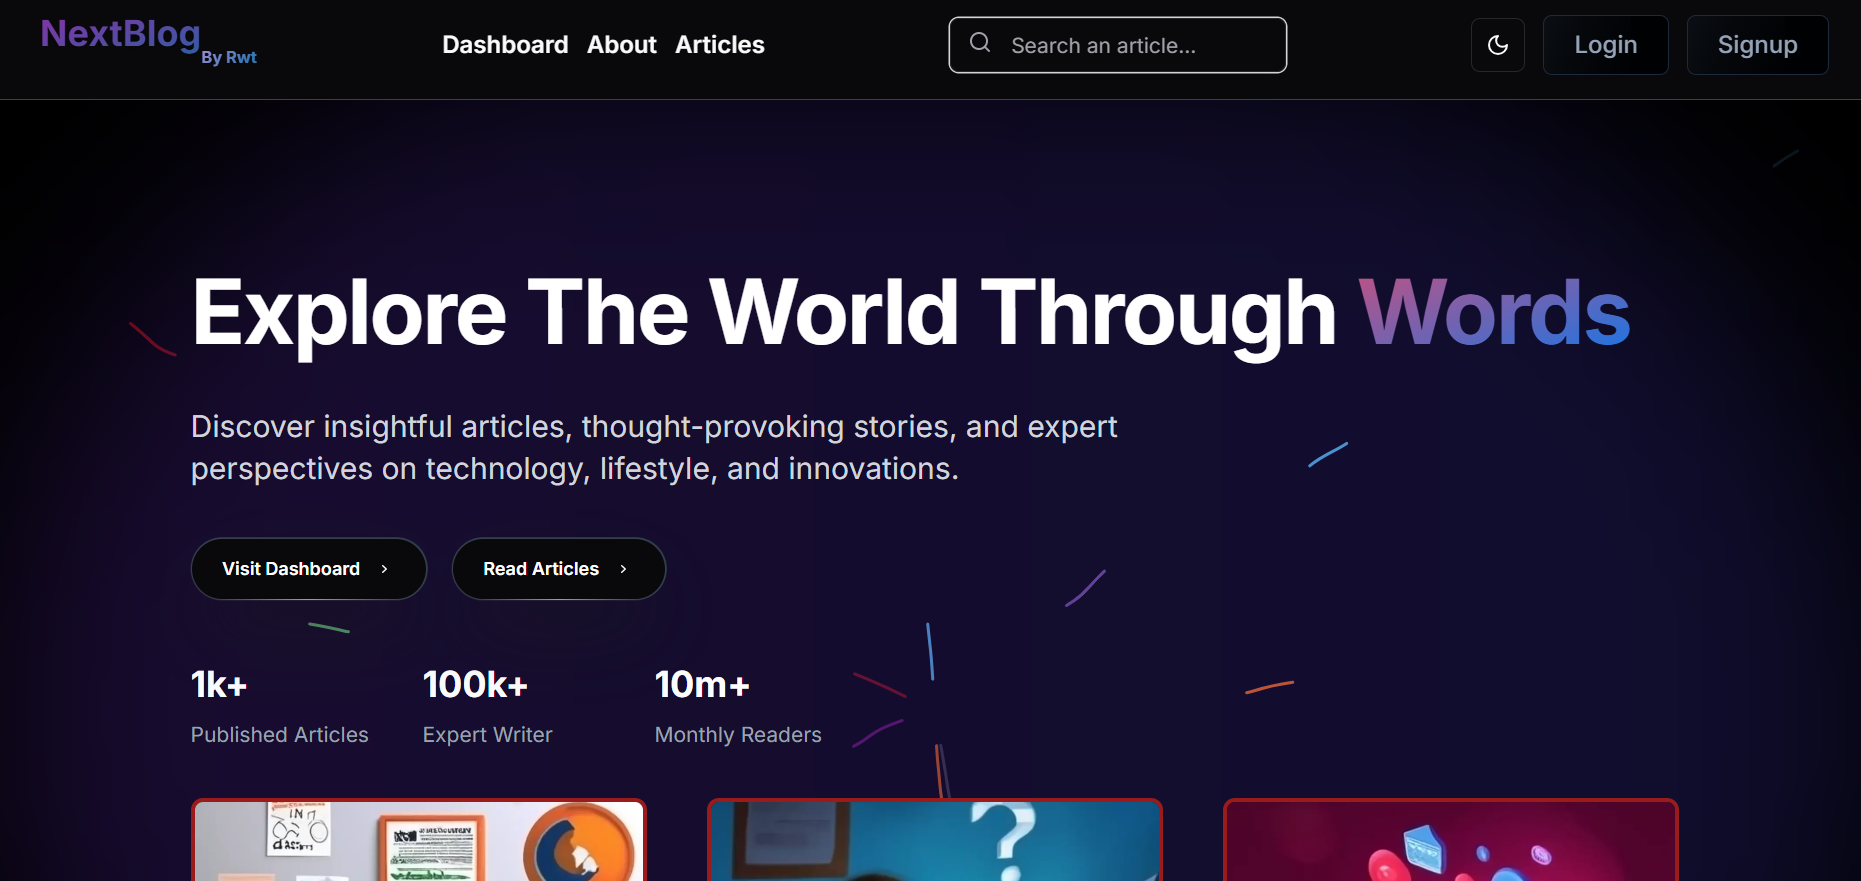 NextBlog
By Rwt
Dashboard About Articles
Search an article...
Login
Signup
Explore The World Through Words
Discover insightful articles, thought-provoking stories, and expert
perspectives on technology, lifestyle, and innovations.
Visit Dashboard
Read Articles
1k+
Published Articles
100k+
Expert Writer
10m+
Monthly Readers
?